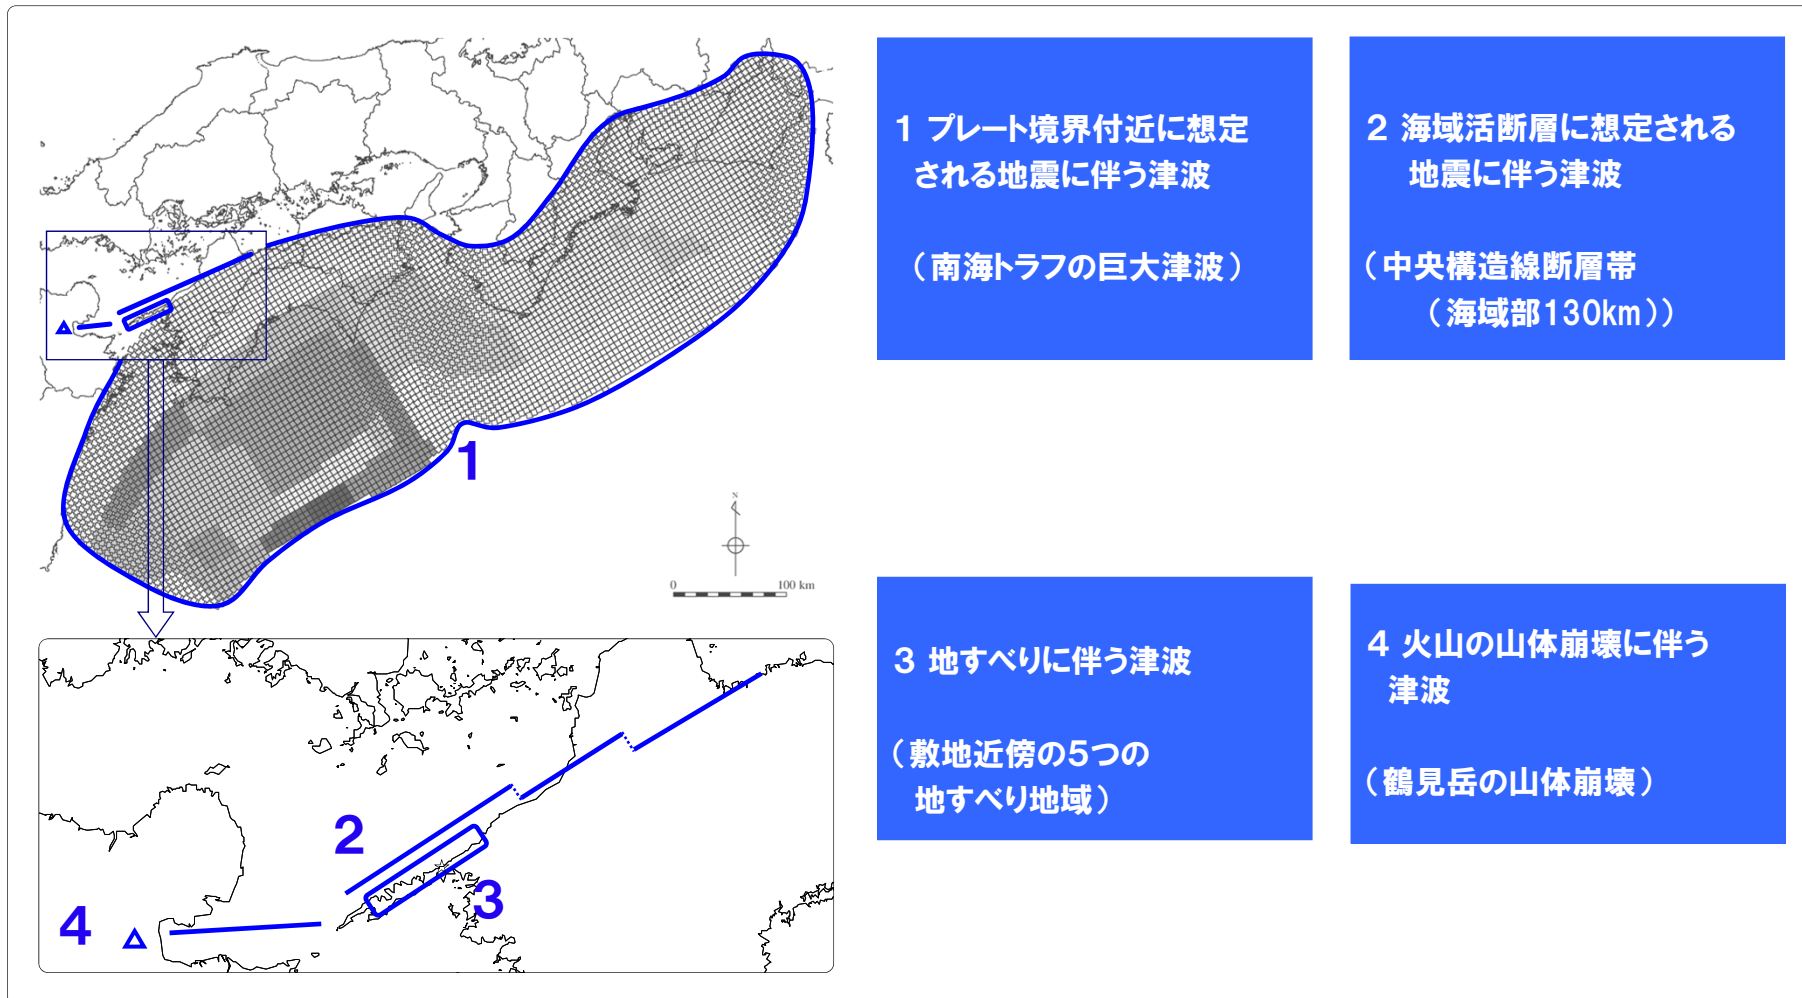 1 プレート境界付近に想定
される地震に伴う津波
(南海トラフの巨大津波)
2 海域活断層に想定される
地震に伴う津波
(中央構造線断層帯
(海域部130km))
1
N
0 100 km
3 地すべりに伴う津波
(敷地近傍の5つの
地すべり地域)
4 火山の山体崩壊に伴う
津波
(鶴見岳の山体崩壊)
2
3
4